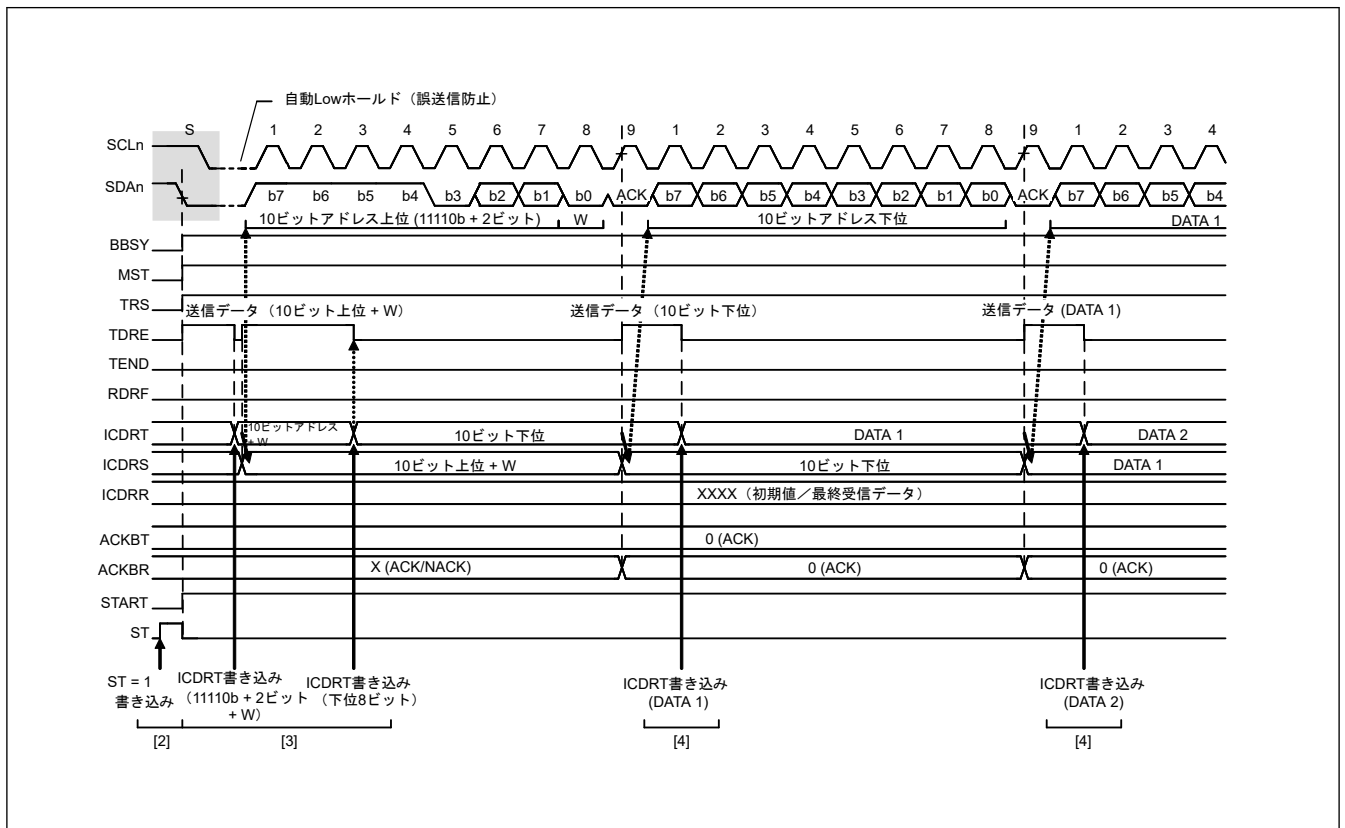 自動Lowホールド（誤送信防止）
S 1 2 3 4 5 6 7 8 9 1 2 3 4 5 6 7 8 9 1 2 3 4
SCLn
SDAn b7 b6 b5 b4 b3 b2 b1 b0 ACK b7 b6 b5 b4 b3 b2 b1 b0 ACK b7 b6 b5 b4
10ビットアドレス上位 (11110b + 2ビット) W 10ビットアドレス下位 DATA 1
BBSY
MST
TRS
送信データ（10ビット上位 + W） 送信データ（10ビット下位） 送信データ (DATA 1)
TDRE
TEND
RDRF
10ビットアドレス
+ W
ICDRT 10ビット下位 DATA 1 DATA 2
ICDRS 10ビット上位 + W 10ビット下位 DATA 1
ICDRR XXXX（初期値／最終受信データ）
ACKBT 0 (ACK)
ACKBR X (ACK/NACK) 0 (ACK) 0 (ACK)
START
ST
ST = 1
書き込み
ICDRT書き込み
（11110b + 2ビット
+ W）
ICDRT書き込み
（下位8ビット）
ICDRT書き込み
(DATA 1)
ICDRT書き込み
(DATA 2)
[2] [3] [4] [4]